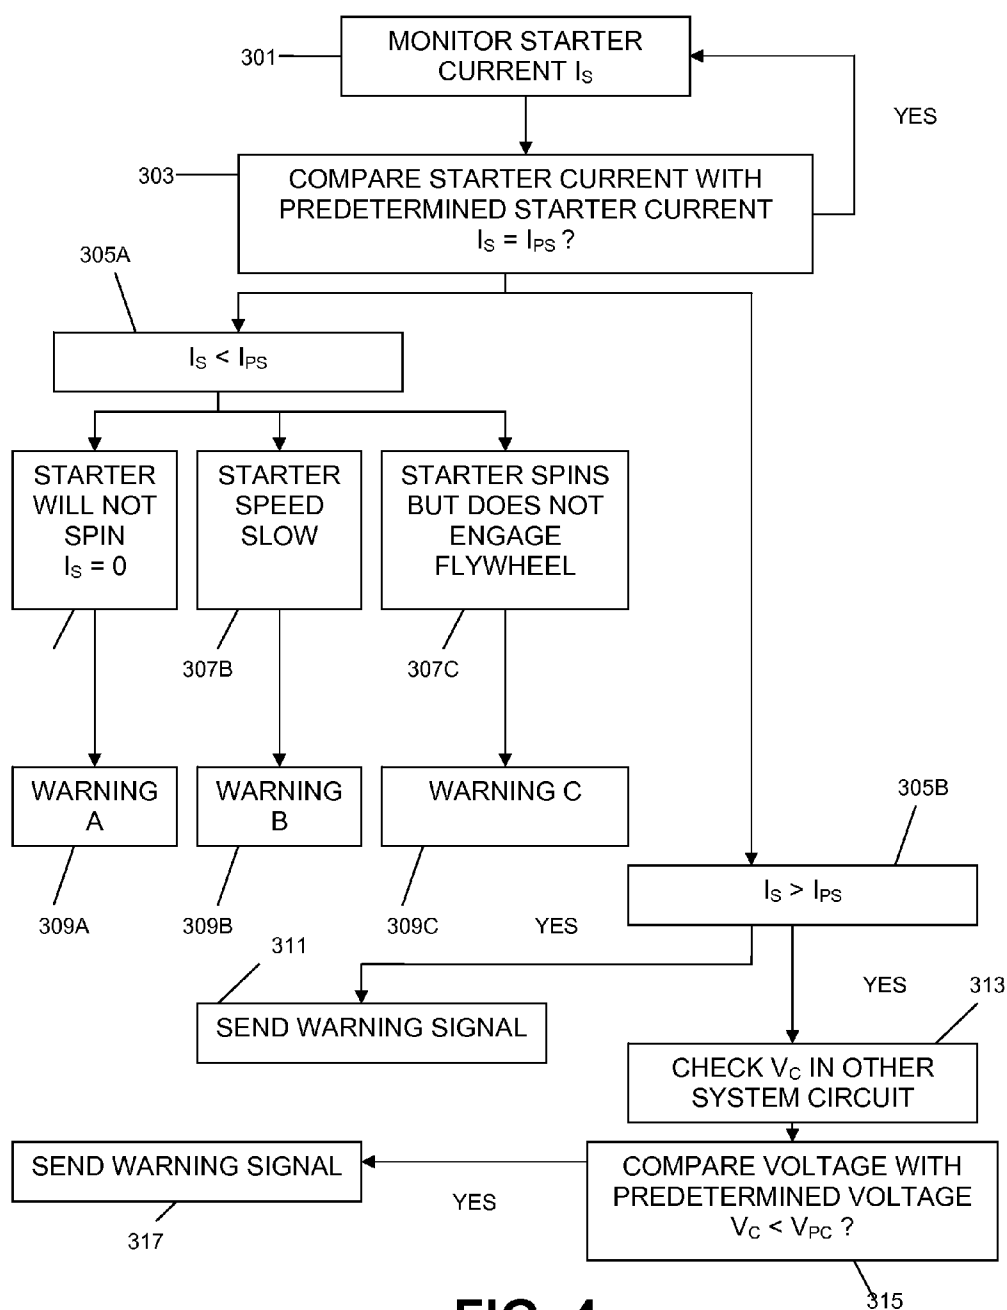 MONITOR STARTER
CURRENT IS
301
YES
303
COMPARE STARTER CURRENT WITH
PREDETERMINED STARTER CURRENT
IS = IPS ?
305A
IS < IPS
STARTER
WILL NOT
SPIN
IS = 0
STARTER
SPEED
SLOW
STARTER SPINS
BUT DOES NOT
ENGAGE
FLYWHEEL
307B
307C
WARNING
A
WARNING
B
WARNING C
305B
IS > IPS
309A
309B
309C
YES
311
SEND WARNING SIGNAL
YES
313
CHECK VC IN OTHER
SYSTEM CIRCUIT
SEND WARNING SIGNAL
YES
COMPARE VOLTAGE WITH
PREDETERMINED VOLTAGE
VC < VPC ?
317
315
FIG. 4